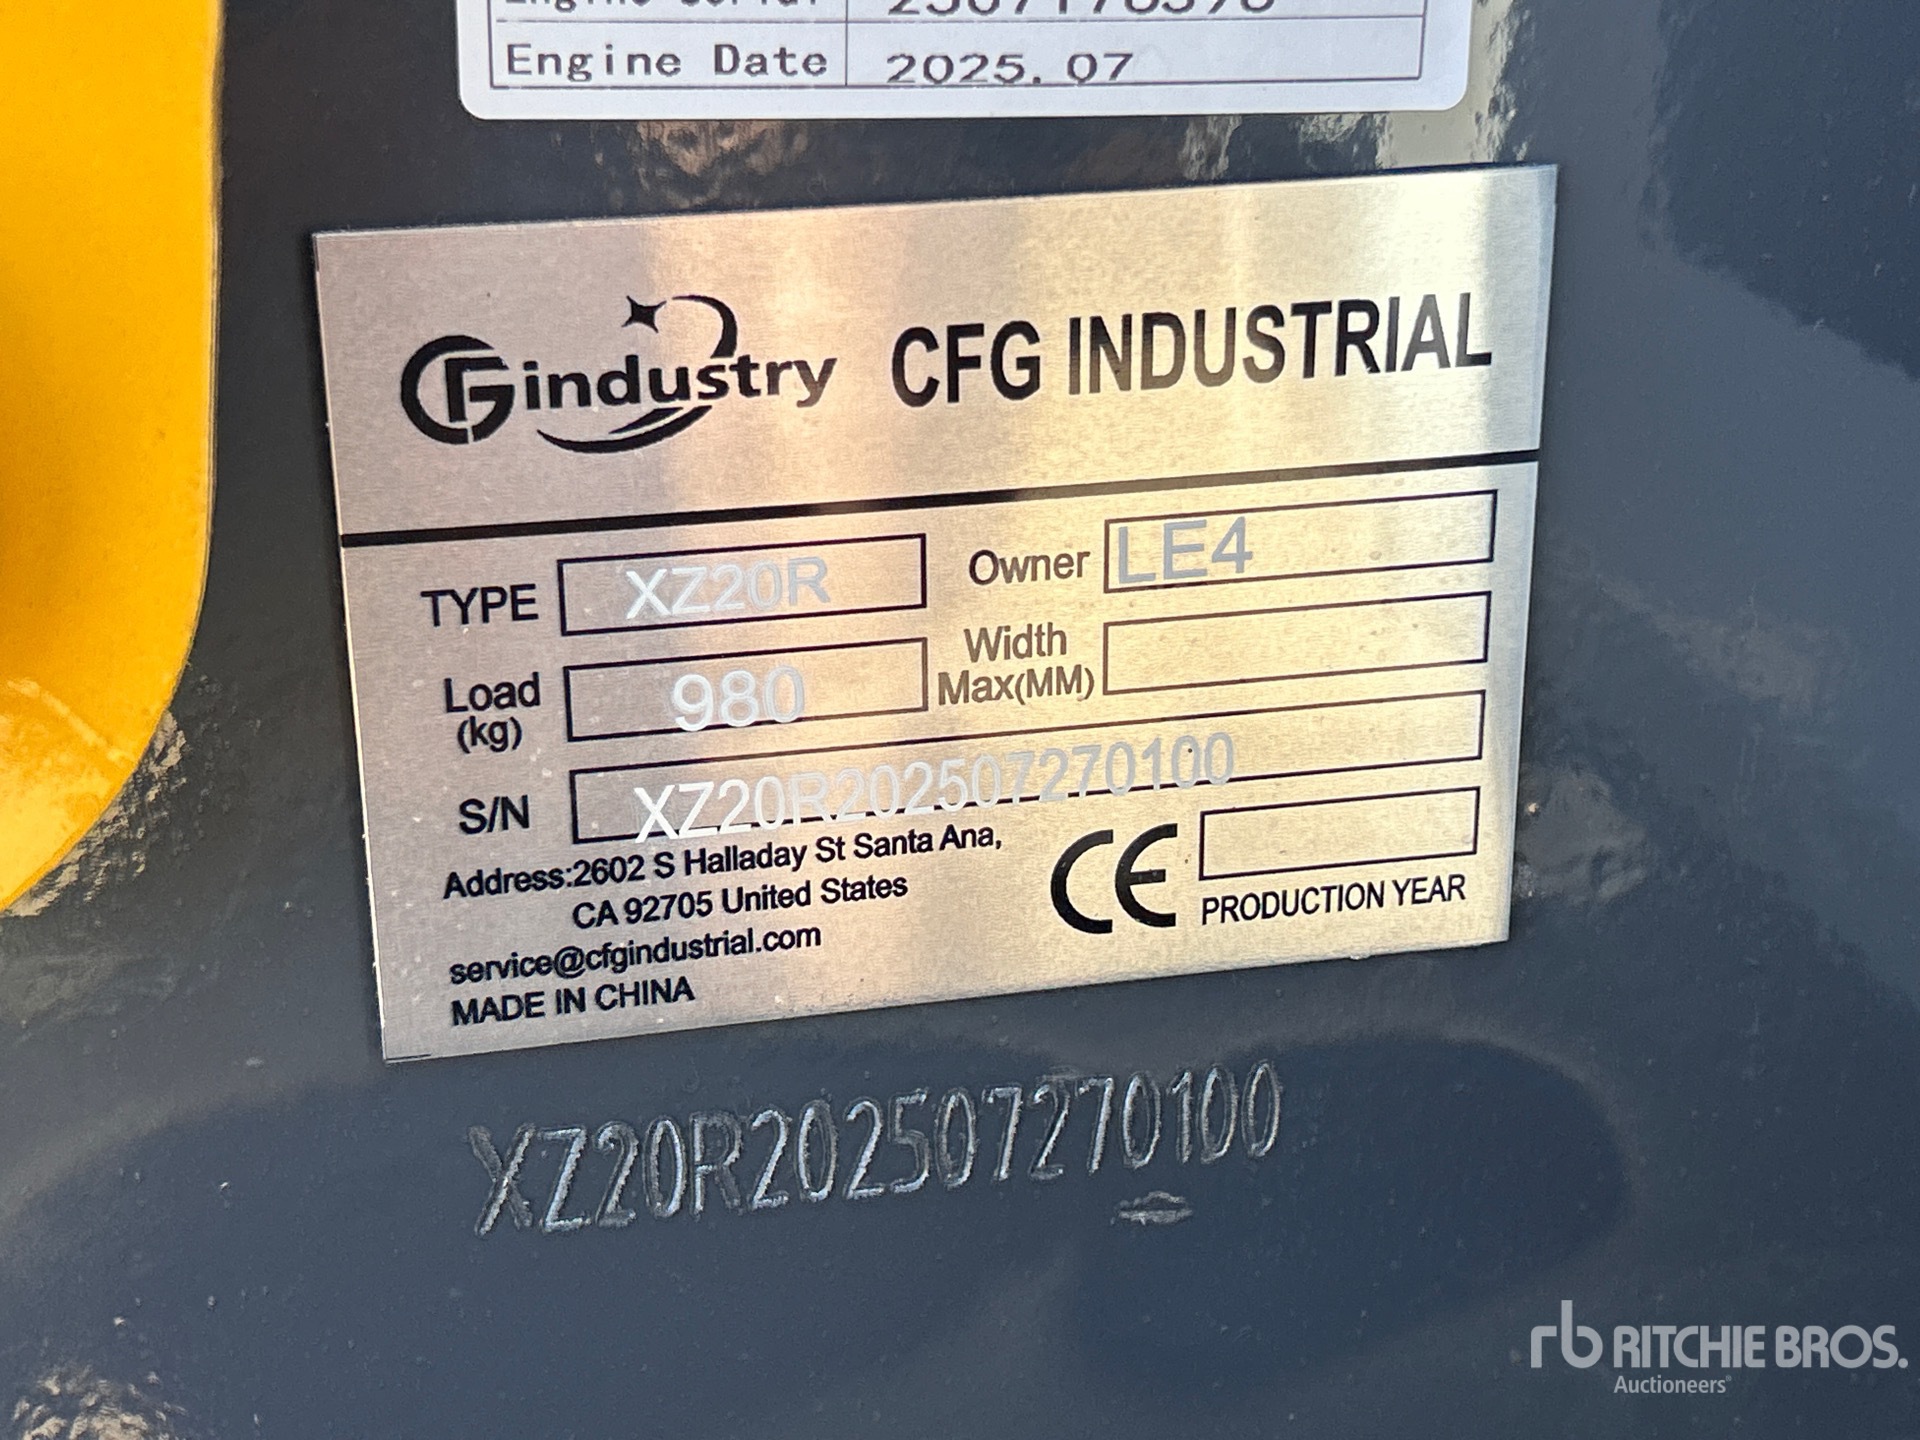 Engine Date 2025.07
CFGindustry CFG INDUSTRIAL
TYPE XZ20R Owner LE4
Load (kg) 980 Width Max(MM)
S/N XZ20R202507270100
Address:2602 S Halladay St Santa Ana,
CA 92705 United States
service@cfgindustrial.com
MADE IN CHINA
CE PRODUCTION YEAR
XZ20R202507270100
rb RITCHIE BROS.
Auctioneers